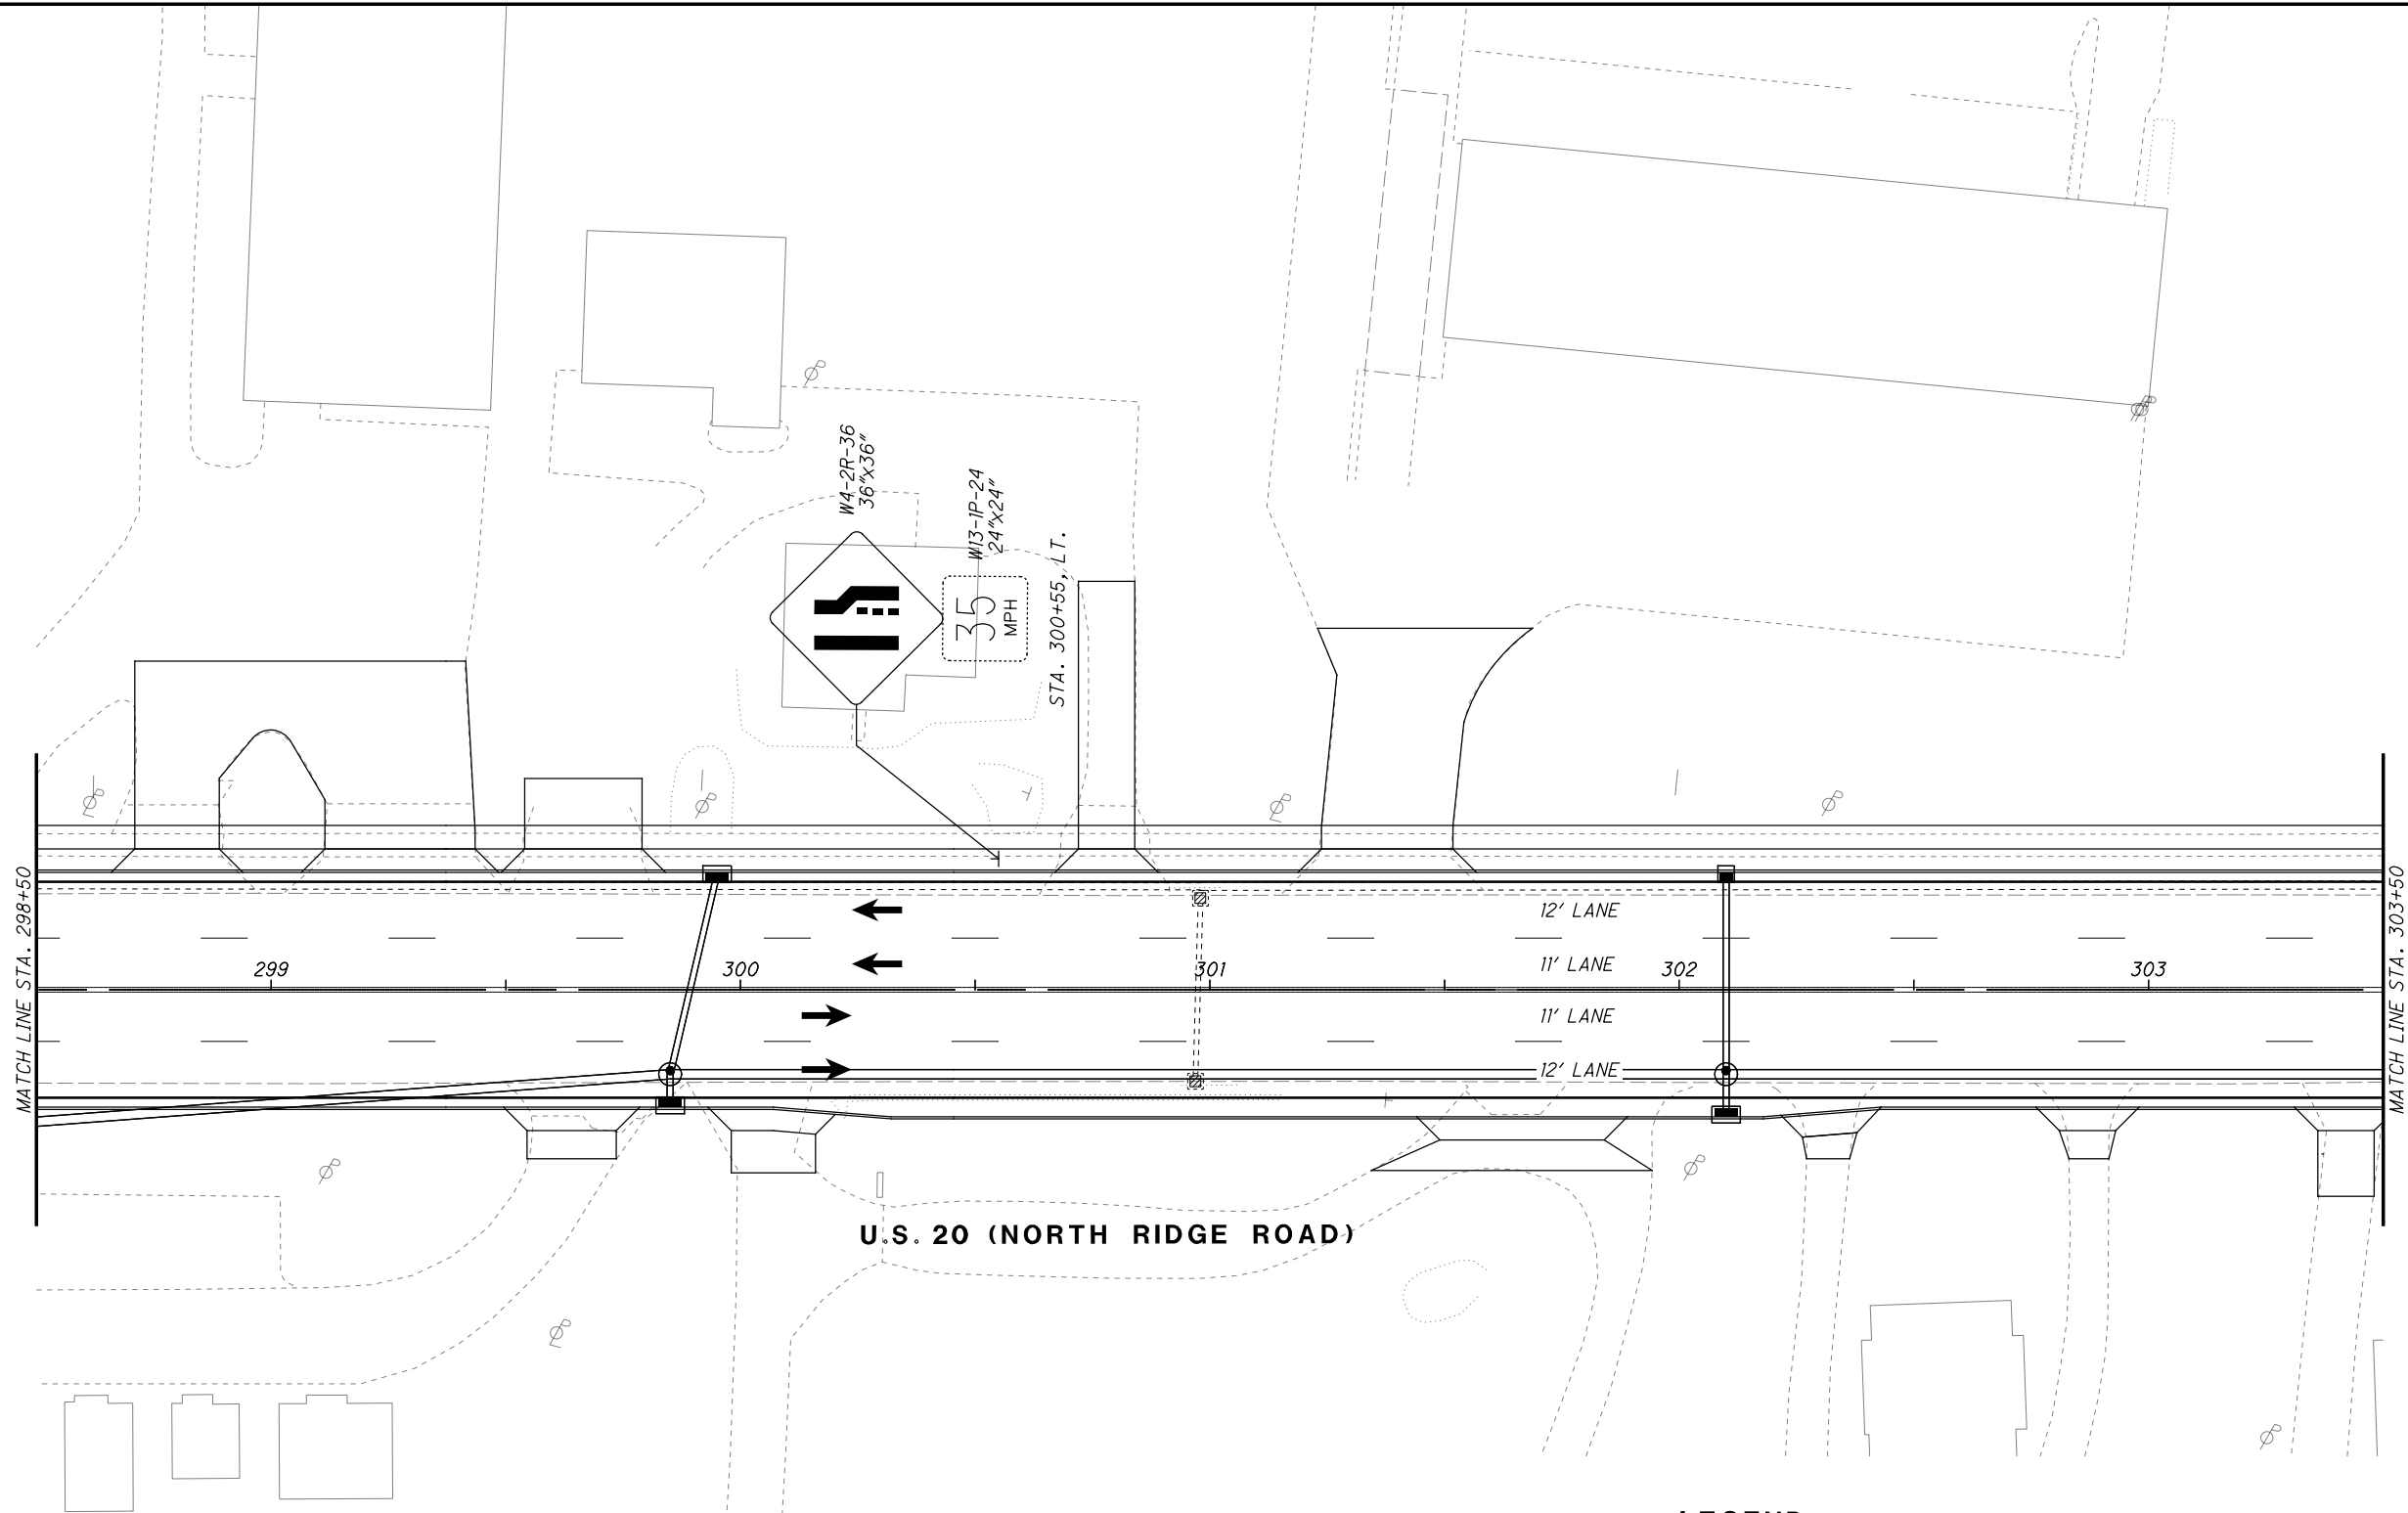 W4-2R-36
36"x36"
W13-1P-24
24"x24"
35
MPH
STA. 300+55, LT.
MATCH LINE STA. 298+50
MATCH LINE STA. 303+50
12' LANE
299
300
301
11' LANE
302
303
11' LANE
12' LANE
U.S. 20 (NORTH RIDGE ROAD)
LEGEND